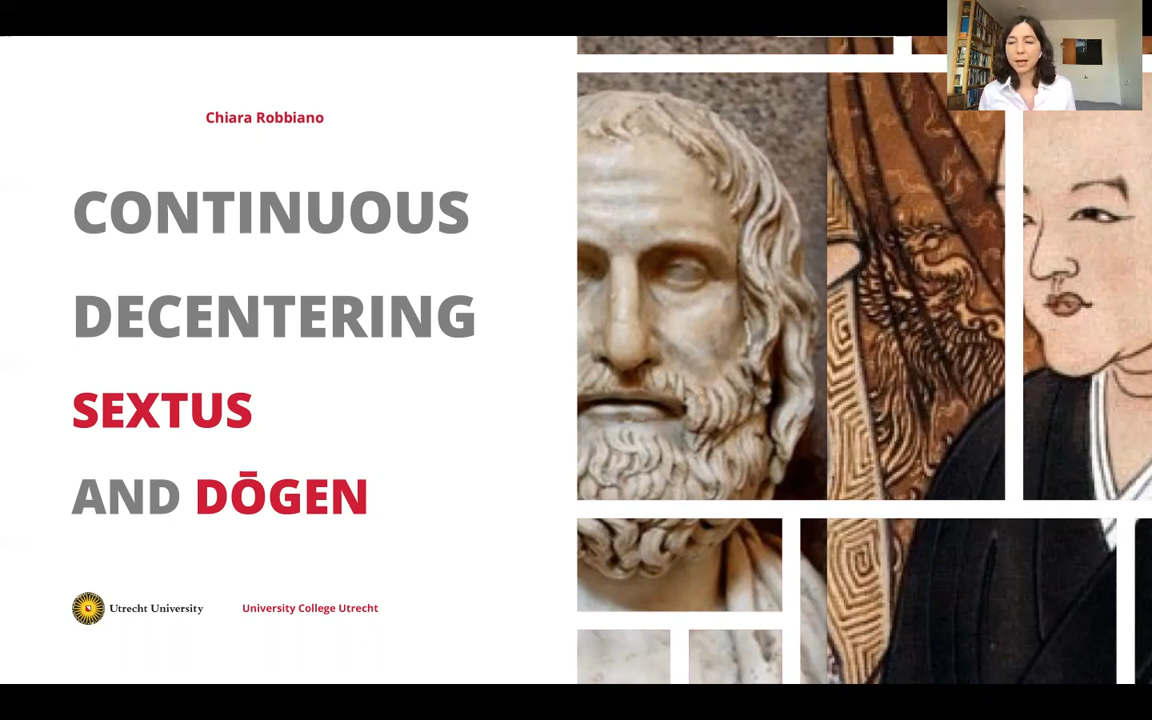 Chiara Robbiano
CONTINUOUS
DECENTERING
SEXTUS
AND DŌGEN
Utrecht University
University College Utrecht